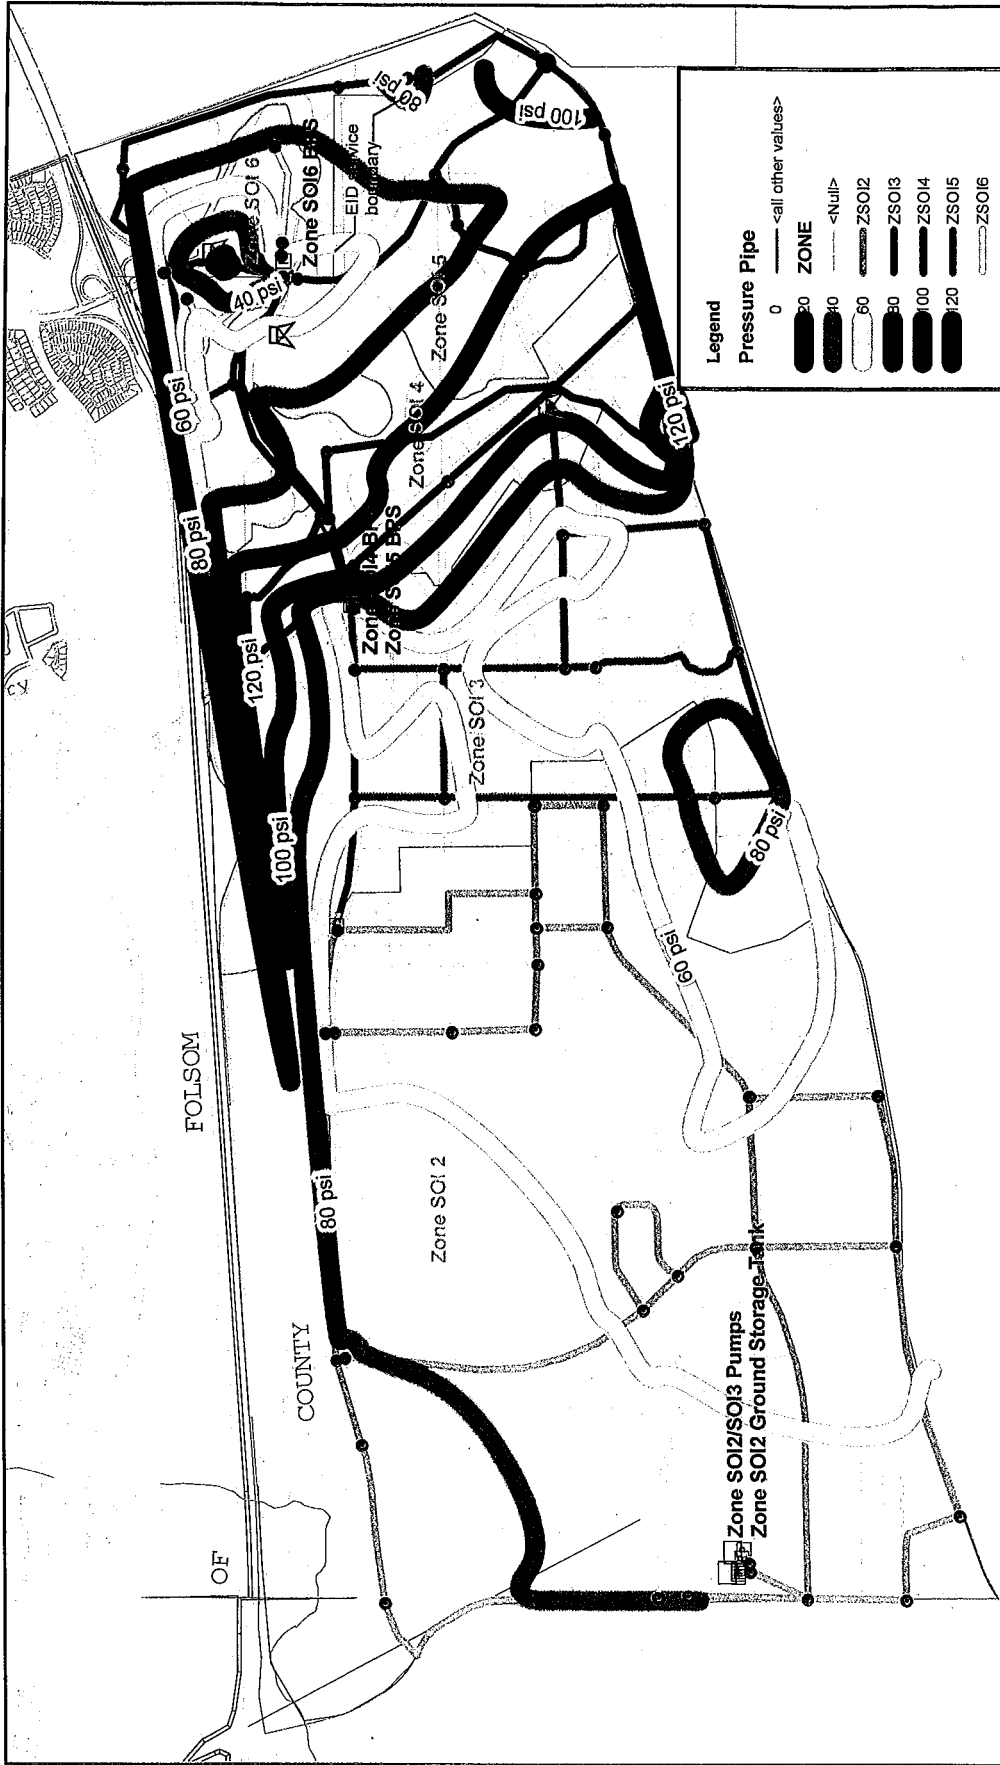 FOLSOM
COUNTY
OF
60 psi
80 psi
120 psi
100 psi
80 psi
40 psi
Zone SOI 6
Zone SOI6 BPS
EID service
boundary
80 psi
100 psi
Zone SOI 5
Zone SOI 4
Zone SOI5 BPS
120 psi
Zone SOI 3
80 psi
60 psi
Zone SOI 2
Zone SOI2/SOI3 Pumps
Zone SOI2 Ground Storage Tank
Legend
Pressure Pipe
0 <all other values>
20 ZONE
40 <Null>
60 ZSOI2
80 ZSOI3
100 ZSOI4
120 ZSOI5
ZSOI6